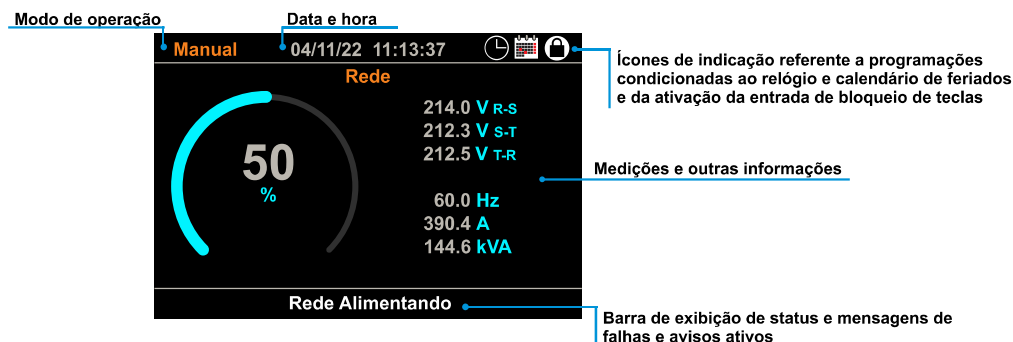 Modo de operação
Data e hora
Manual
04/11/22 11:13:37
Ícones de indicação referente a programações
condicionadas ao relógio e calendário de feriados
e da ativação da entrada de bloqueio de teclas
Rede
50
%
214.0 V R-S
212.3 V S-T
212.5 V T-R
60.0 Hz
390.4 A
144.6 kVA
Medições e outras informações
Rede Alimentando
Barra de exibição de status e mensagens de
falhas e avisos ativos